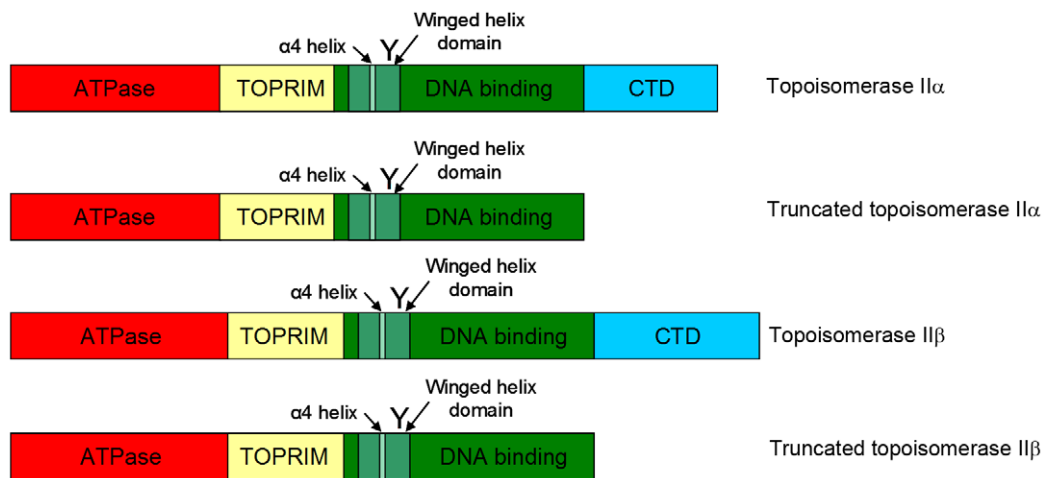 α4 helix
Y
Winged helix
domain
ATPase
TOPRIM
DNA binding
CTD
Topoisomerase IIα
α4 helix
Y
Winged helix
domain
ATPase
TOPRIM
DNA binding
Truncated topoisomerase IIα
α4 helix
Y
Winged helix
domain
ATPase
TOPRIM
DNA binding
CTD
Topoisomerase IIβ
α4 helix
Y
Winged helix
domain
ATPase
TOPRIM
DNA binding
Truncated topoisomerase IIβ